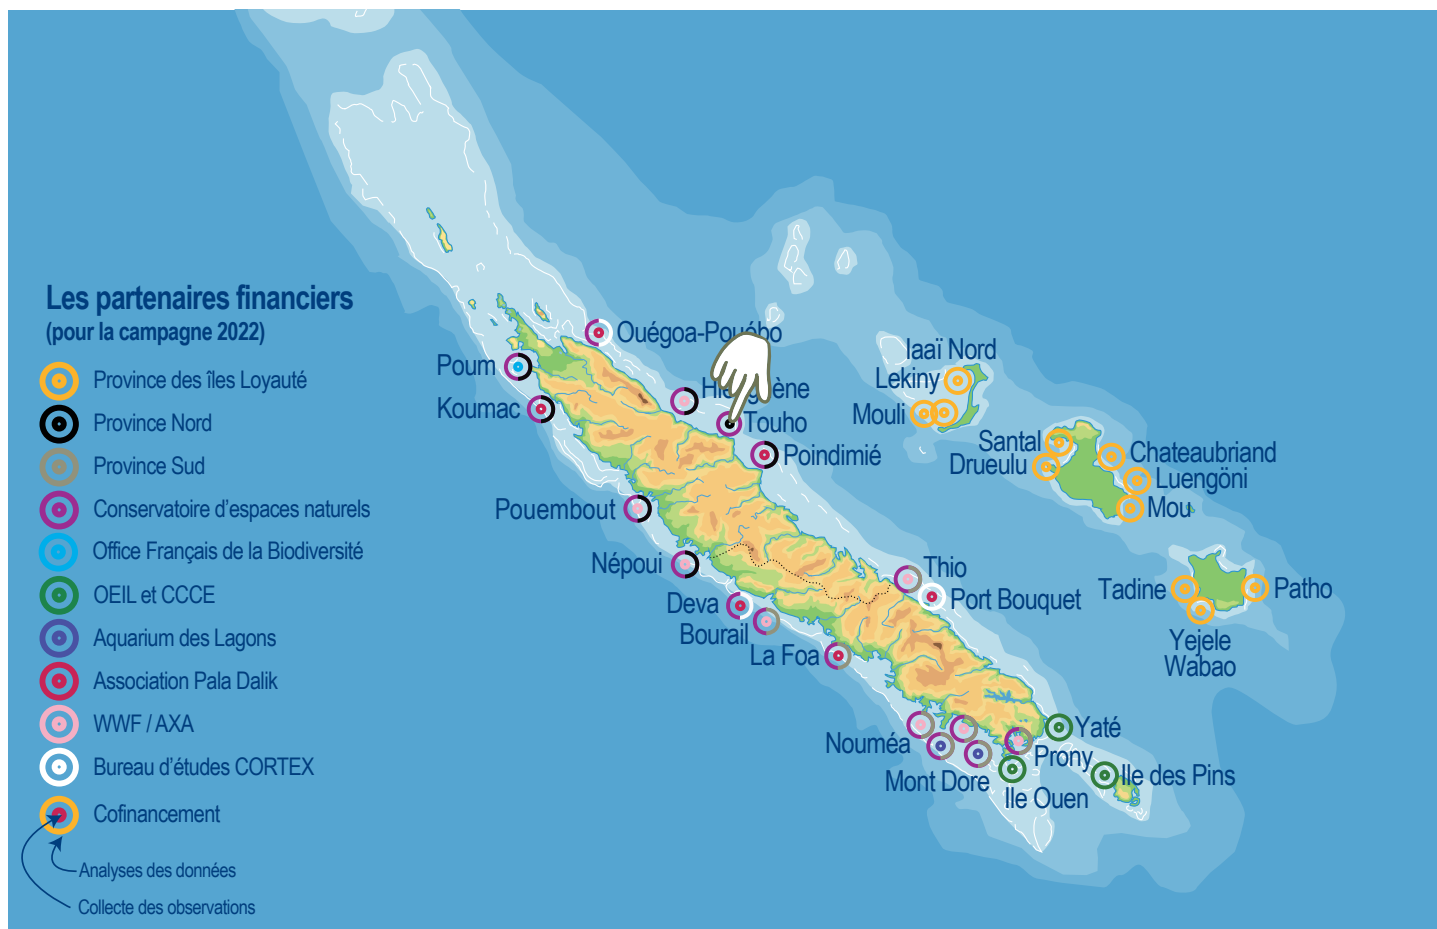 Les partenaires financiers
(pour la campagne 2022)
Province des îles Loyauté
Province Nord
Province Sud
Conservatoire d'espaces naturels
Office Français de la Biodiversité
OEIL et CCCE
Aquarium des Lagons
Association Pala Dalik
WWF / AXA
Bureau d'études CORTEX
Cofinancement
Analyses des données
Collecte des observations
Ouégoa-Pouébo
Poum
Koumac
Touho
Poindimié
Pouembout
Népoui
Deva
Bourail
La Foa
Thio
Port Bouquet
Nouméa
Mont Dore
Prony
Ile Ouen
Yaté
Ile des Pins
Iaaï Nord
Lekiny
Mouli
Santal
Drueulu
Chateaubriand
Luengöni
Mou
Tadine
Patho
Yejele
Wabao